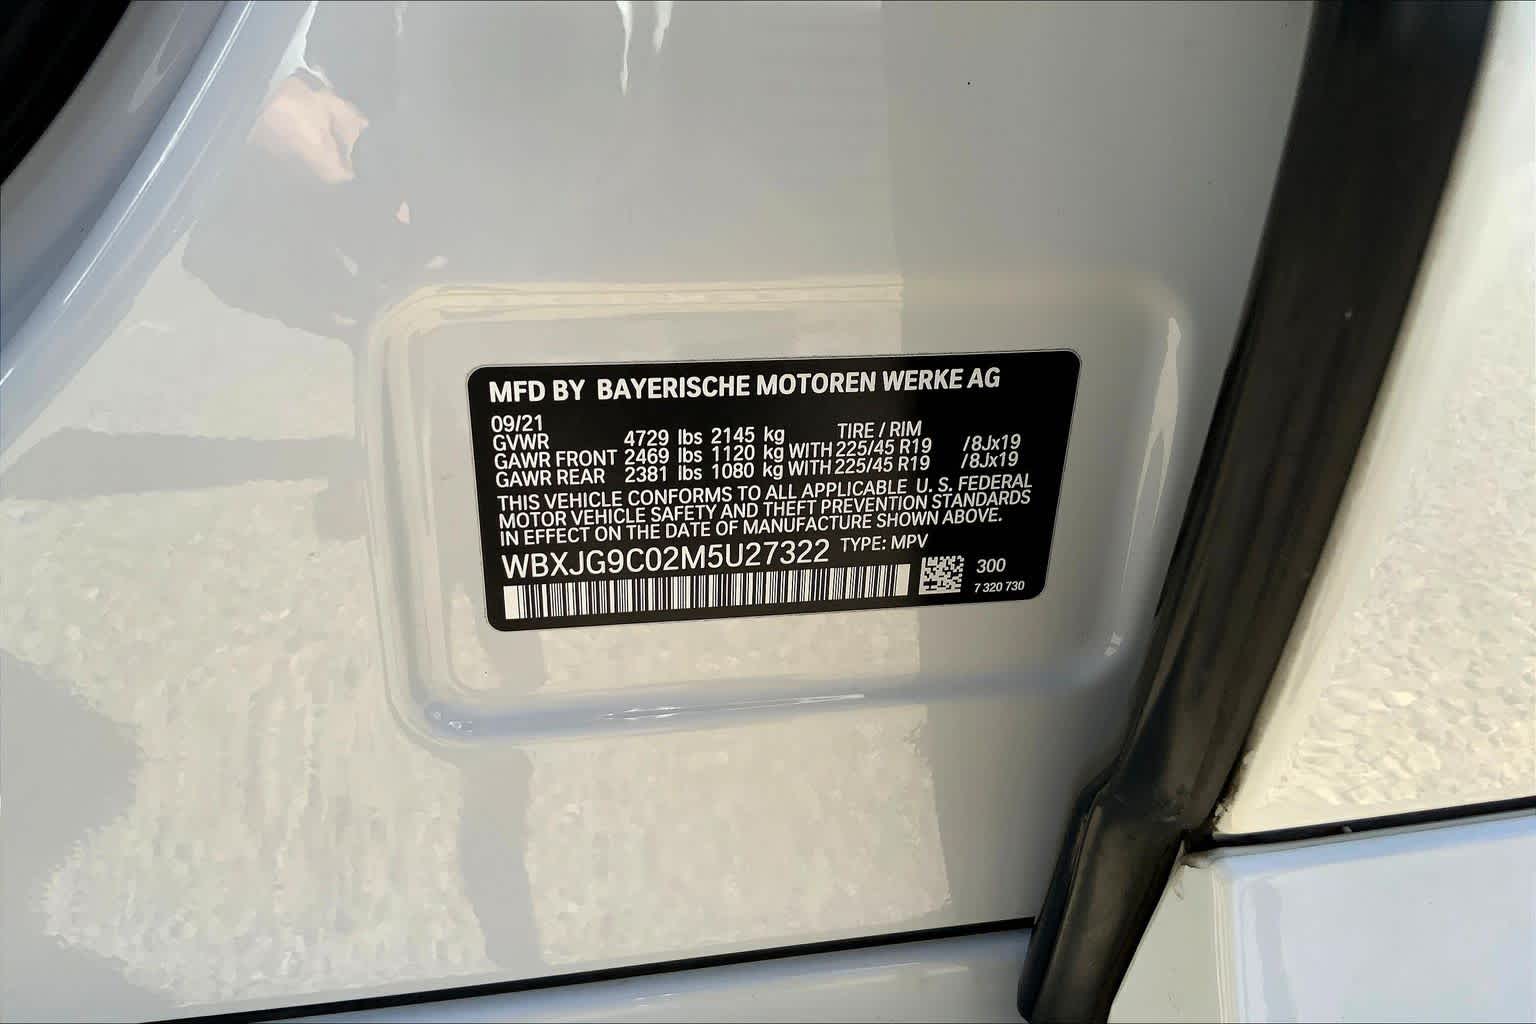 MFD BY BAYERISCHE MOTOREN WERKE AG
09/21 TIRE / RIM
GVWR 4729 lbs 2145 kg
GAWR FRONT 2469 lbs 1120 kg WITH 225/45 R19 /8Jx19
GAWR REAR 2381 lbs 1080 kg WITH 225/45 R19 /8Jx19
THIS VEHICLE CONFORMS TO ALL APPLICABLE U. S. FEDERAL
MOTOR VEHICLE SAFETY AND THEFT PREVENTION STANDARDS
IN EFFECT ON THE DATE OF MANUFACTURE SHOWN ABOVE.
WBXJG9C02M5U27322 TYPE: MPV
300
7 320 730